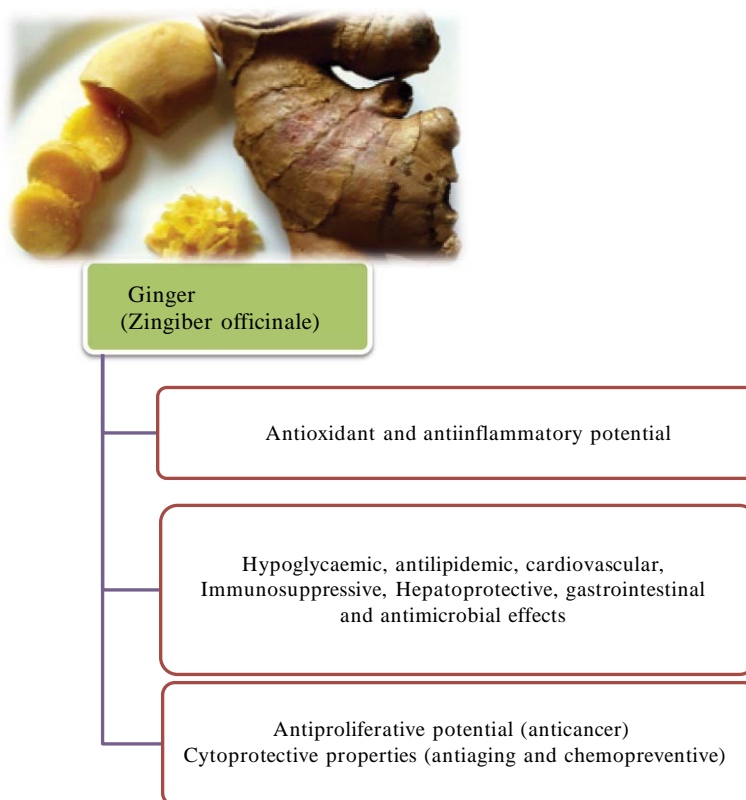 Ginger
(Zingiber officinale)
Antioxidant and antiinflammatory potential
Hypoglycaemic, antilipidemic, cardiovascular,
Immunosuppressive, Hepatoprotective, gastrointestinal
and antimicrobial effects
Antiproliferative potential (anticancer)
Cytoprotective properties (antiaging and chemopreventive)